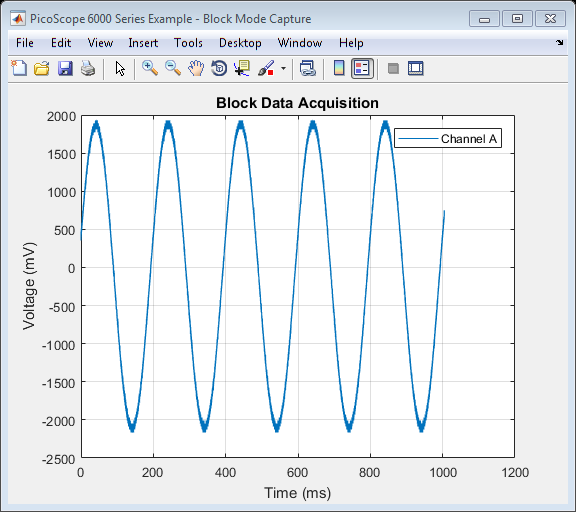 PicoScope 6000 Series Example - Block Mode Capture
File Edit View Insert Tools Desktop Window Help
Block Data Acquisition
Channel A
Voltage (mV)
2000
1500
1000
500
0
-500
-1000
-1500
-2000
-2500
0 200 400 600 800 1000 1200
Time (ms)